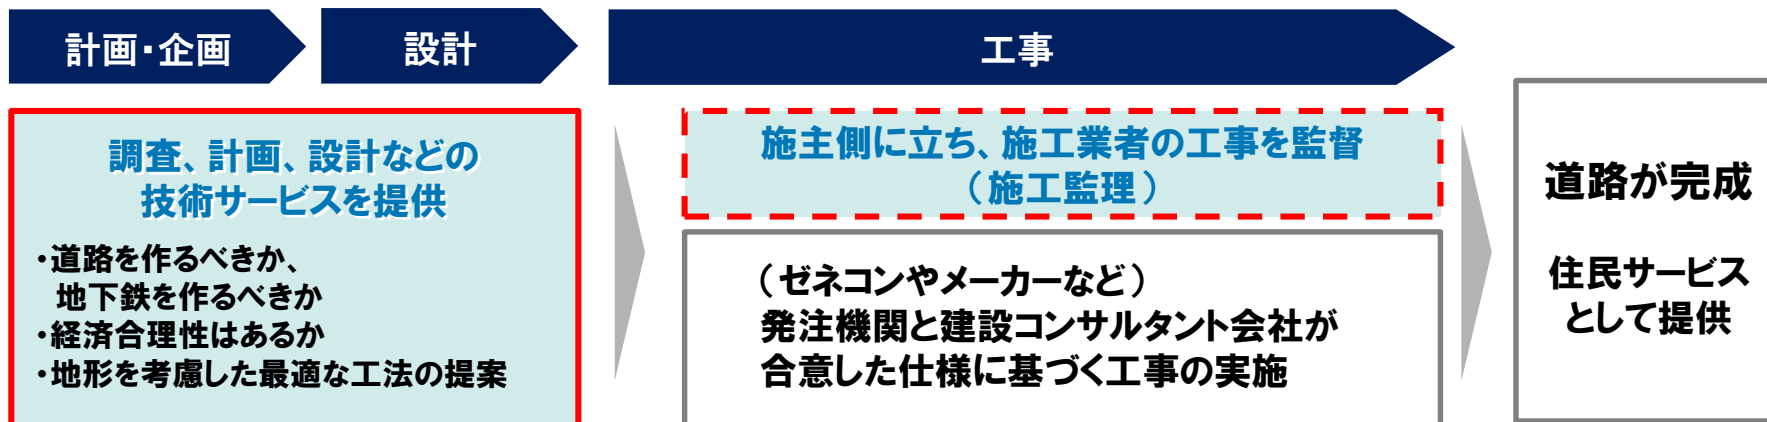 計画・企画
設計
工事
調査、計画、設計などの
技術サービスを提供
・道路を作るべきか、
地下鉄を作るべきか
・経済合理性はあるか
・地形を考慮した最適な工法の提案
施主側に立ち、施工業者の工事を監督
（施工監理）
（ゼネコンやメーカーなど）
発注機関と建設コンサルタント会社が
合意した仕様に基づく工事の実施
道路が完成
住民サービス
として提供